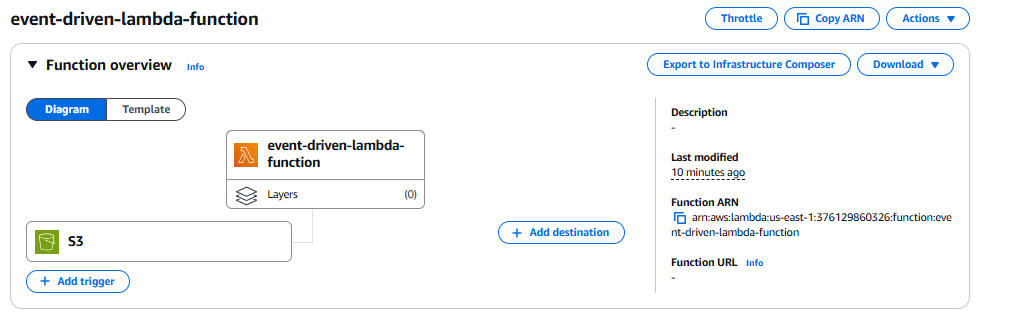 event-driven-lambda-function
Throttle
Copy ARN
Actions
Function overview
Info
Export to Infrastructure Composer
Download
Diagram
Template
event-driven-lambda-
function
Layers
(0)
S3
Add trigger
Add destination
Description
-
Last modified
10 minutes ago
Function ARN
arn:aws:lambda:us-east-1:376129860326:function:eve
nt-driven-lambda-function
Function URL
Info
-